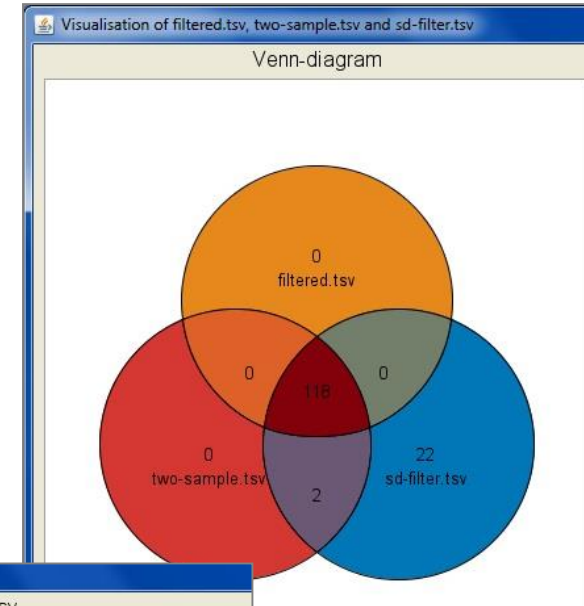 Visualisation of filtered.tsv, two-sample.tsv and sd-filter.tsv
Venn-diagram
0
filtered.tsv
0
118
0
0
two-sample.tsv
22
sd-filter.tsv
2